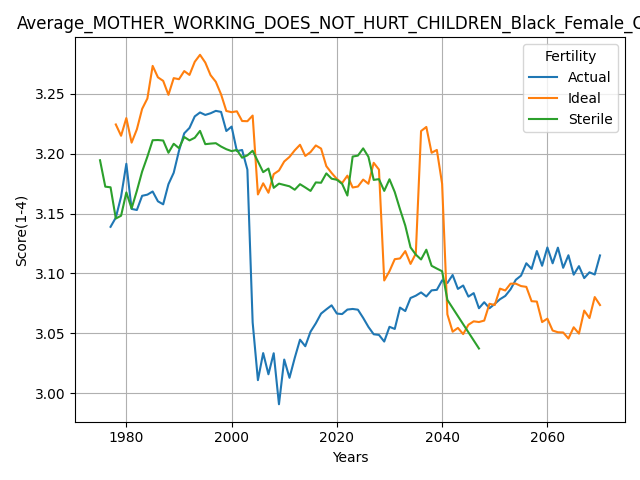 Average_MOTHER_WORKING_DOES_NOT_HURT_CHILDREN_Black_Female_C
Fertility
Actual
Ideal
Sterile
Score(1-4)
3.25
3.20
3.15
3.10
3.05
3.00
1980 2000 2020 2040 2060
Years